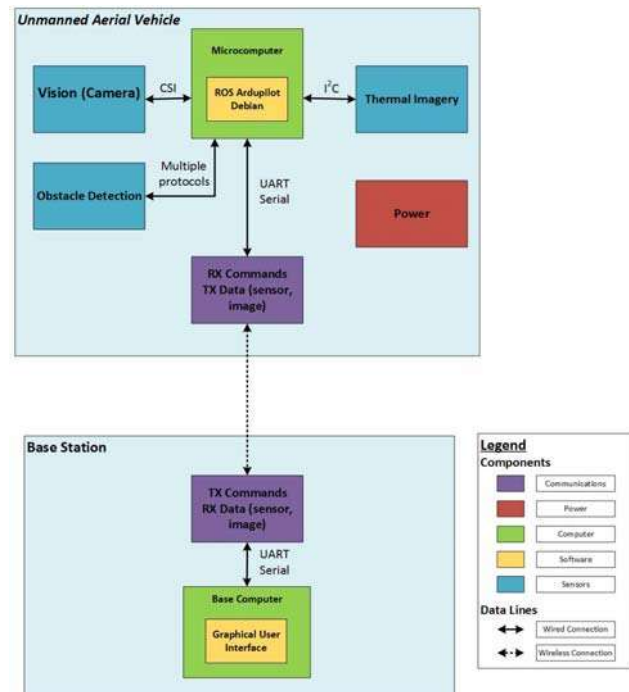 Unmanned Aerial Vehicle
Microcomputer
Vision (Camera)
CSI
ROS Ardupilot
Debian
I²C
Thermal Imagery
Obstacle Detection
Multiple
protocols
UART
Serial
Power
RX Commands
TX Data (sensor,
image)
Base Station
TX Commands
RX Data (sensor,
image)
UART
Serial
Base Computer
Graphical User
Interface
Legend
Components
Communications
Power
Computer
Software
Sensors
Data Lines
Wired Connection
Wireless Connection